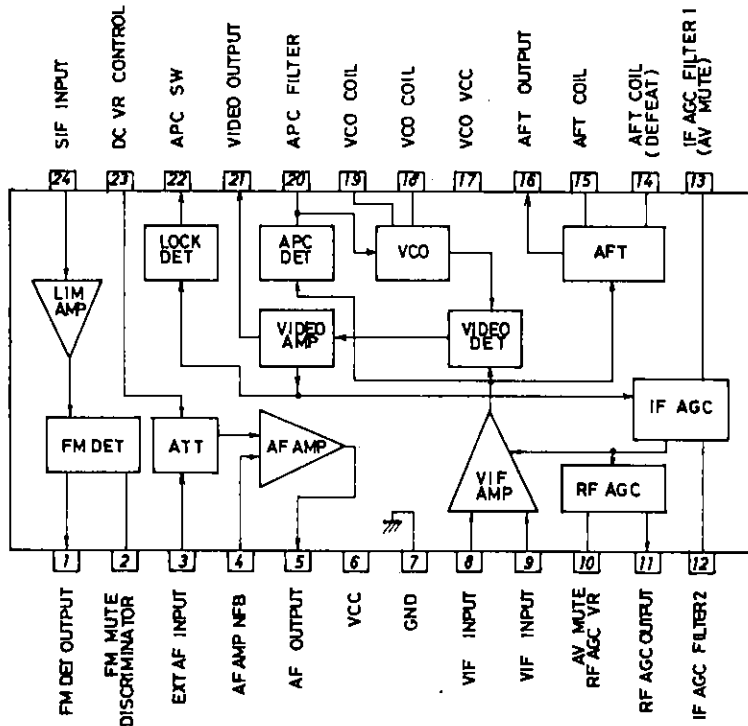 SIF INPUT
DC VR CONTROL
APC SW
VIDEO OUTPUT
APC FILTER
VCO COIL
VCO COIL
VCO VCC
AFT OUTPUT
AFT COIL
AFT COIL
(DEFEAT)
IF AGC FILTER 1
(AV MUTE)
24
23
22
21
20
19
18
17
16
15
14
13
LOCK
DET
APC
DET
VCO
AFT
LIM
AMP
VIDEO
AMP
VIDEO
DET
IF AGC
FM DET
ATT
AF AMP
VIF
AMP
RF AGC
1
2
3
4
5
6
7
8
9
10
11
12
FM DET OUTPUT
FM MUTE
DISCRIMINATOR
EXT AF INPUT
AF AMP NFB
AF OUTPUT
VCC
GND
VIF INPUT
VIF INPUT
AV MUTE
RF AGC VR
RF AGC OUTPUT
IF AGC FILTER 2